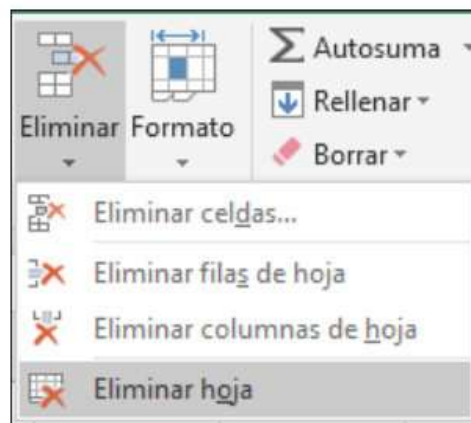 Eliminar
Formato
Autosuma
Rellenar
Borrar
Eliminar celdas...
Eliminar filas de hoja
Eliminar columnas de hoja
Eliminar hoja